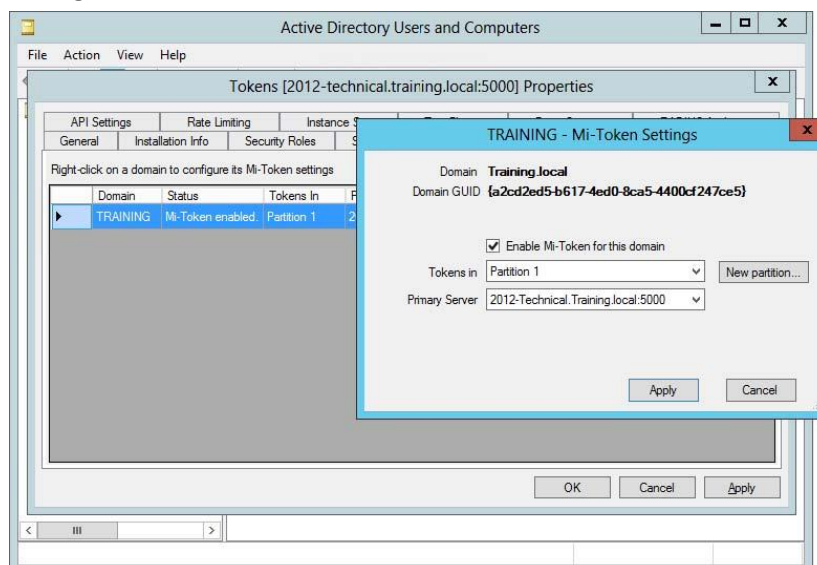 Active Directory Users and Computers
File Action View Help
Tokens [2012-technical.training.local:5000] Properties
API Settings Rate Limiting
General Installation Info Security Roles
Right-click on a domain to configure its Mi-Token settings
Domain Status Tokens In
TRAINING Mi-Token enabled. Partition 1
TRAINING - Mi-Token Settings
Domain Training.local
Domain GUID {a2cd2ed5-b617-4ed0-8ca5-4400cf247ce5}
Enable Mi-Token for this domain
Tokens in Partition 1 New partition...
Primary Server 2012-Technical.Training.local:5000
Apply Cancel
OK Cancel Apply